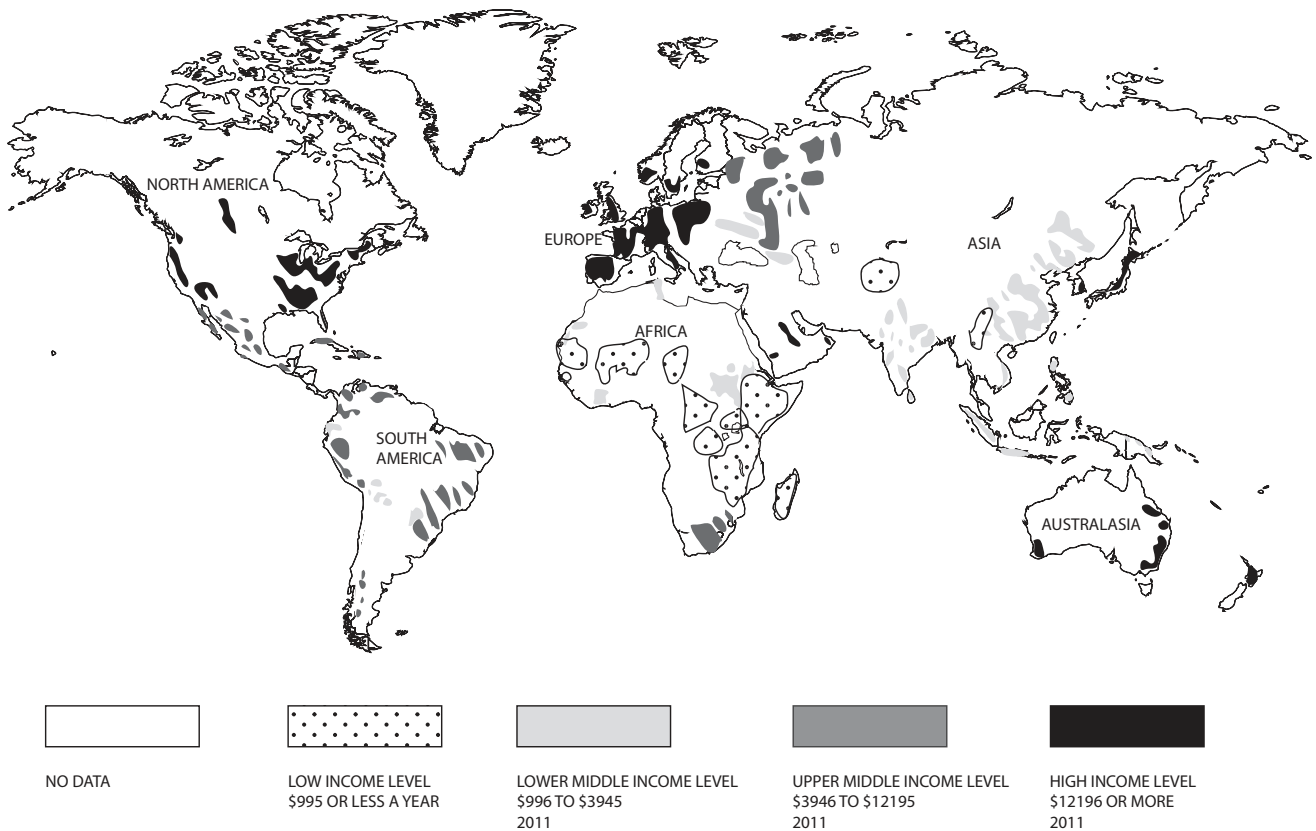 NORTH AMERICA
EUROPE
ASIA
AFRICA
SOUTH
AMERICA
AUSTRALASIA
NO DATA
LOW INCOME LEVEL
$995 OR LESS A YEAR
LOWER MIDDLE INCOME LEVEL
$996 TO $3945
2011
UPPER MIDDLE INCOME LEVEL
$3946 TO $12195
2011
HIGH INCOME LEVEL
$12196 OR MORE
2011